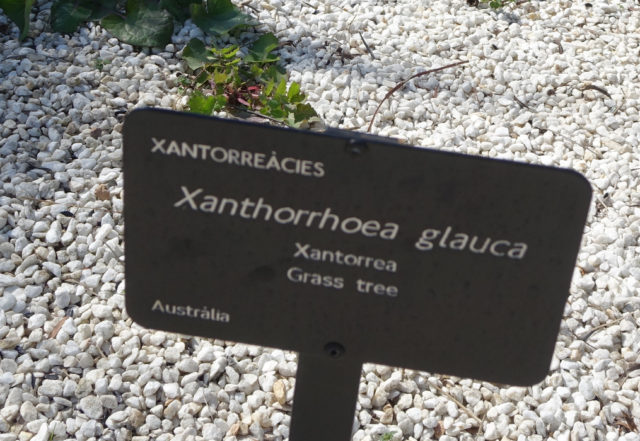 XANTORREÀCIES
Xanthorrhoea glauca
Xantorrea
Grass tree
Austràlia